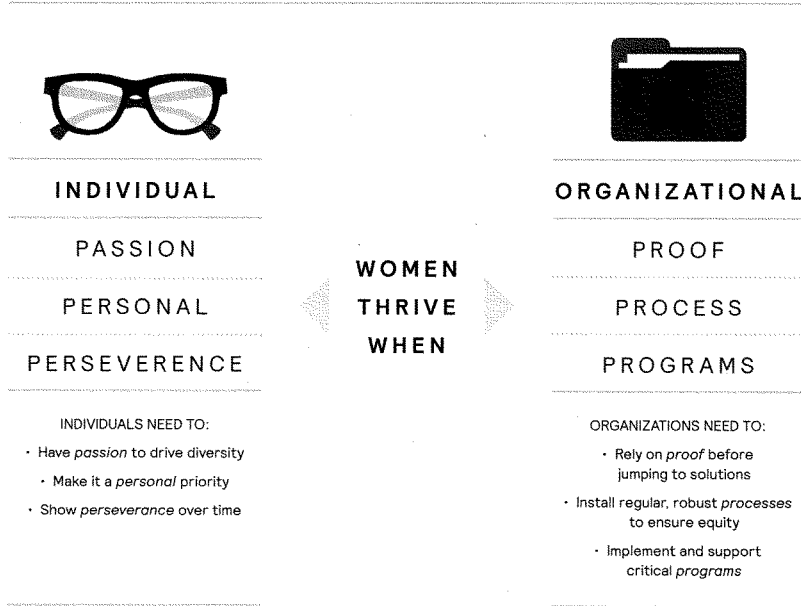 INDIVIDUAL
PASSION
PERSONAL
PERSEVERENCE
INDIVIDUALS NEED TO:
• Have passion to drive diversity
• Make it a personal priority
• Show perseverance over time
WOMEN
THRIVE
WHEN
ORGANIZATIONAL
PROOF
PROCESS
PROGRAMS
ORGANIZATIONS NEED TO:
• Rely on proof before
jumping to solutions
• Install regular, robust processes
to ensure equity
• Implement and support
critical programs